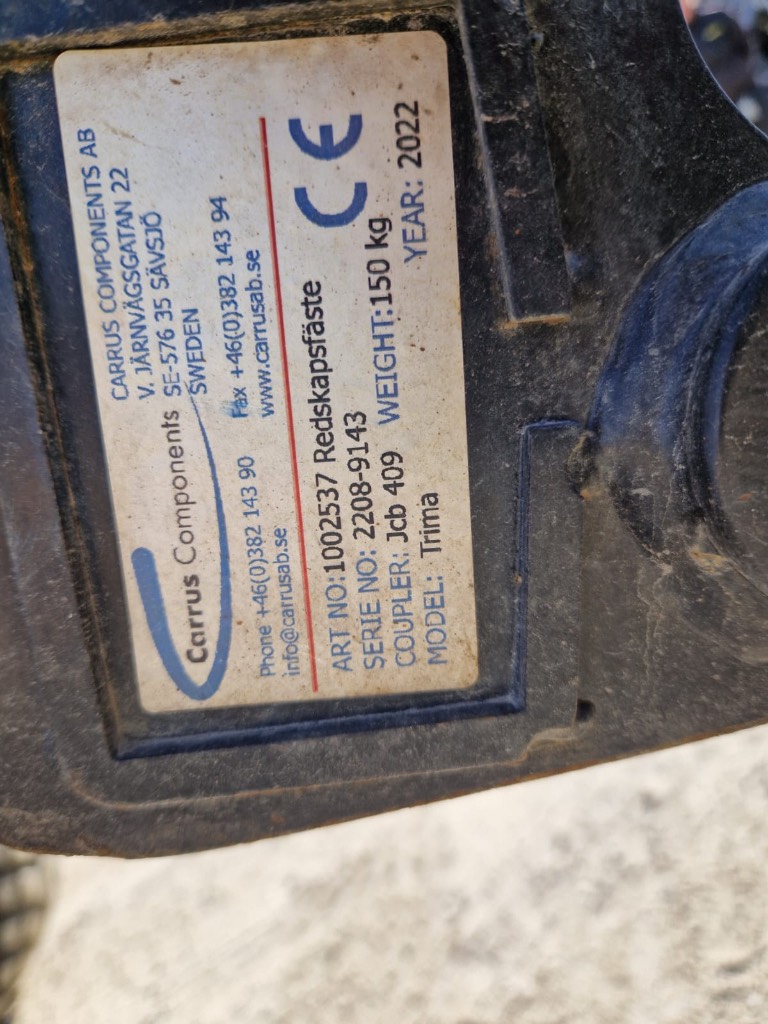 Carrus Components
CARRUS COMPONENTS AB
V. JÄRNVÄGSGATAN 22
SE-576 35 SÄVSJÖ
SWEDEN
Phone +46(0)382 143 90 Fax +46(0)382 143 94
info@carrusab.se www.carrusab.se
ART NO:1002537 Redskapsfäste
SERIE NO: 2208-9143
COUPLER: Jcb 409 WEIGHT:150 kg
MODEL: Trima YEAR: 2022
CE